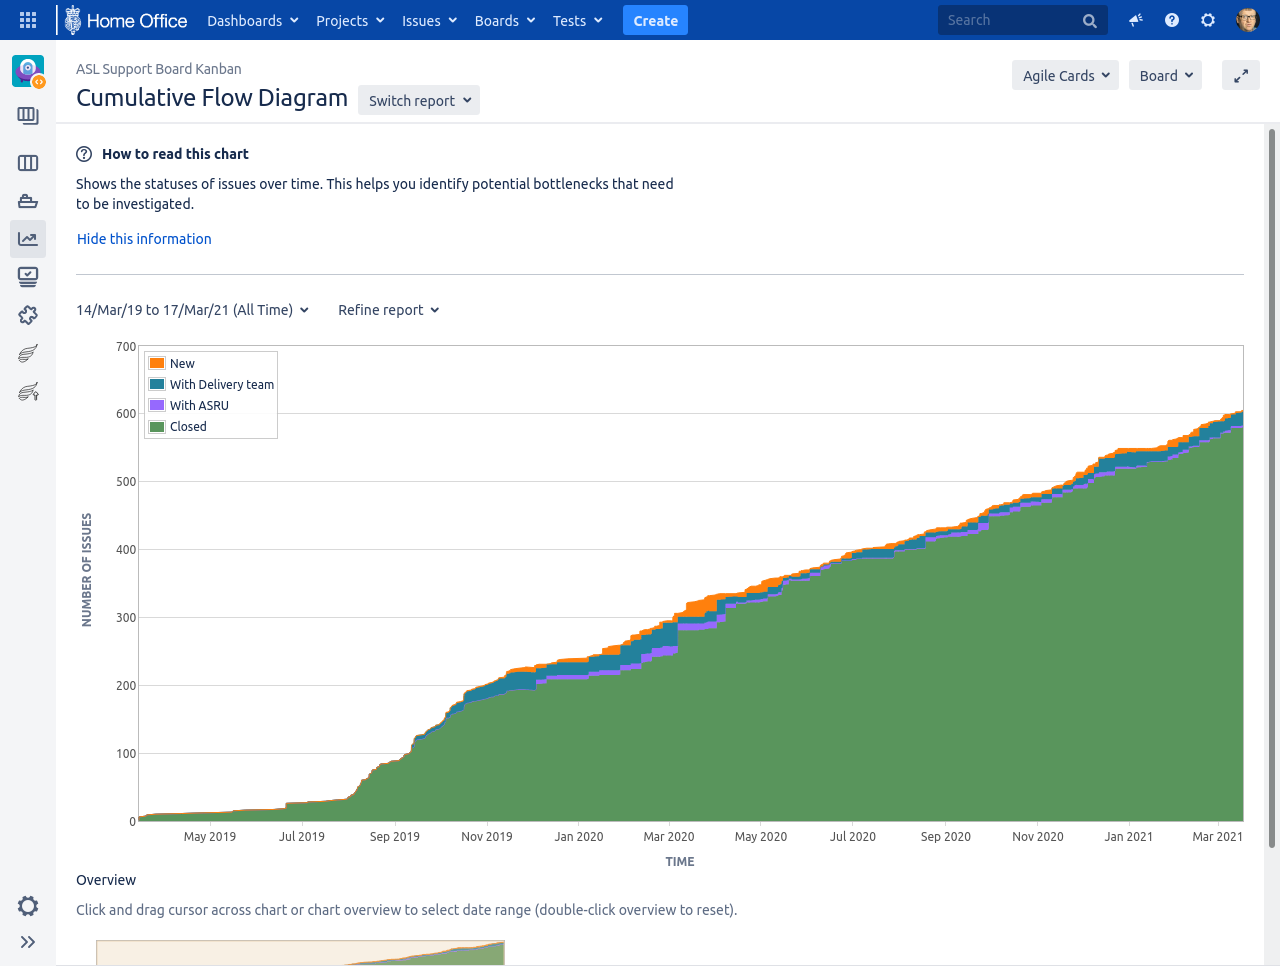 Home Office Dashboards Projects Issues Boards Tests Create Search
ASL Support Board Kanban
Cumulative Flow Diagram Switch report
Agile Cards Board
How to read this chart
Shows the statuses of issues over time. This helps you identify potential bottlenecks that need
to be investigated.
Hide this information
14/Mar/19 to 17/Mar/21 (All Time) Refine report
New
With Delivery team
With ASRU
Closed
700
600
500
400
300
200
100
0
NUMBER OF ISSUES
May 2019 Jul 2019 Sep 2019 Nov 2019 Jan 2020 Mar 2020 May 2020 Jul 2020 Sep 2020 Nov 2020 Jan 2021 Mar 2021
TIME
Overview
Click and drag cursor across chart or chart overview to select date range (double-click overview to reset).